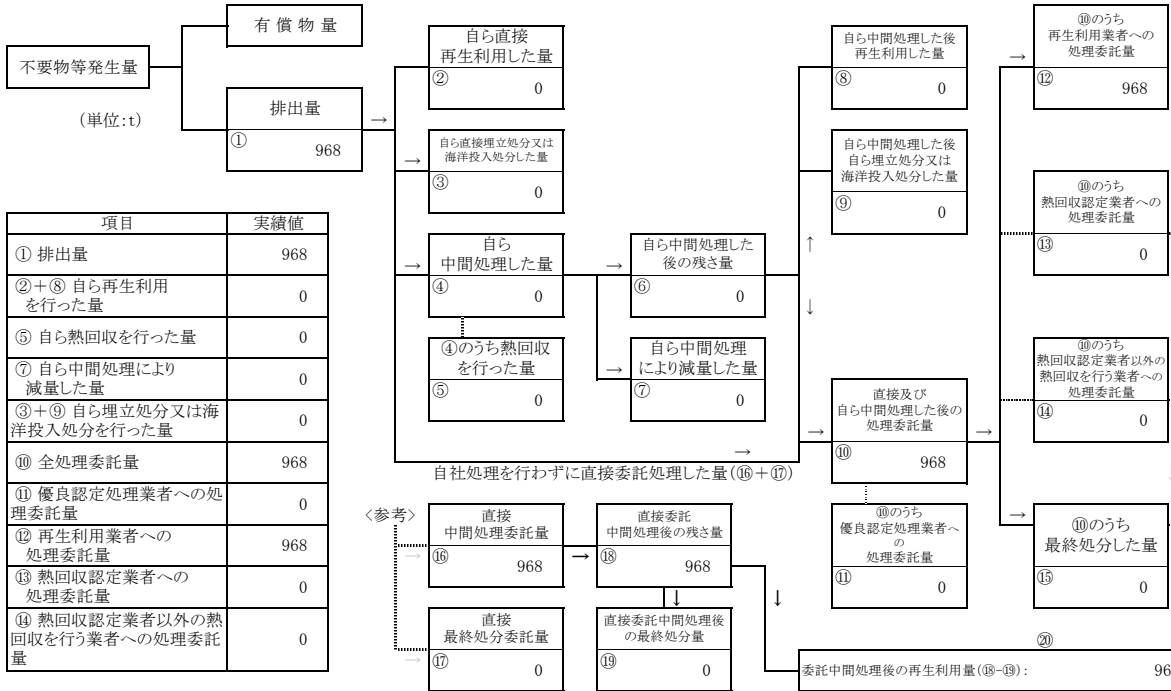 不要物等発生量
(単位:t)
有 償 物 量
排出量
①
968
→
自ら直接
再生利用した量
②
0
→
自ら直接埋立処分又は
海洋投入処分した量
③
0
→
自ら
中間処理した量
④
0
④のうち熱回収
を行った量
⑤
0
→
自ら中間処理した
後の残さ量
⑥
0
→
自ら中間処理
により減量した量
⑦
0
自ら中間処理した後
再生利用した量
⑧
0
自ら中間処理した後
自ら埋立処分又は
海洋投入処分した量
⑨
0
↑
↓
→
自社処理を行わずに直接委託処理した量(⑯+⑰)
→
直接及び
自ら中間処理した後の
処理委託量
⑩
968
→
⑩のうち
優良認定処理業者へ
の
処理委託量
⑪
0
→
⑩のうち
再生利用業者への
処理委託量
⑫
968
⑩のうち
熱回収認定業者への
処理委託量
⑬
0
⑩のうち
熱回収認定業者以外の
熱回収を行う業者への
処理委託量
⑭
0
→
⑩のうち
最終処分した量
⑮
0
項目 実績値
① 排出量 968
②+⑧ 自ら再生利用
を行った量 0
⑤ 自ら熱回収を行った量 0
⑦ 自ら中間処理により
減量した量 0
③+⑨ 自ら埋立処分又は海
洋投入処分を行った量 0
⑩ 全処理委託量 968
⑪ 優良認定処理業者への処
理委託量 0
⑫ 再生利用業者への
処理委託量 968
⑬ 熱回収認定業者への
処理委託量 0
⑭ 熱回収認定業者以外の熱
回収を行う業者への処理委託
量 0
〈参考〉
→
直接
中間処理委託量
⑯
968
→
直接委託
中間処理後の残さ量
⑱
968
↓
↓
→
直接
最終処分委託量
⑰
0
直接委託中間処理後
の最終処分量
⑲
0
⑳
委託中間処理後の再生利用量(⑱-⑲): 96